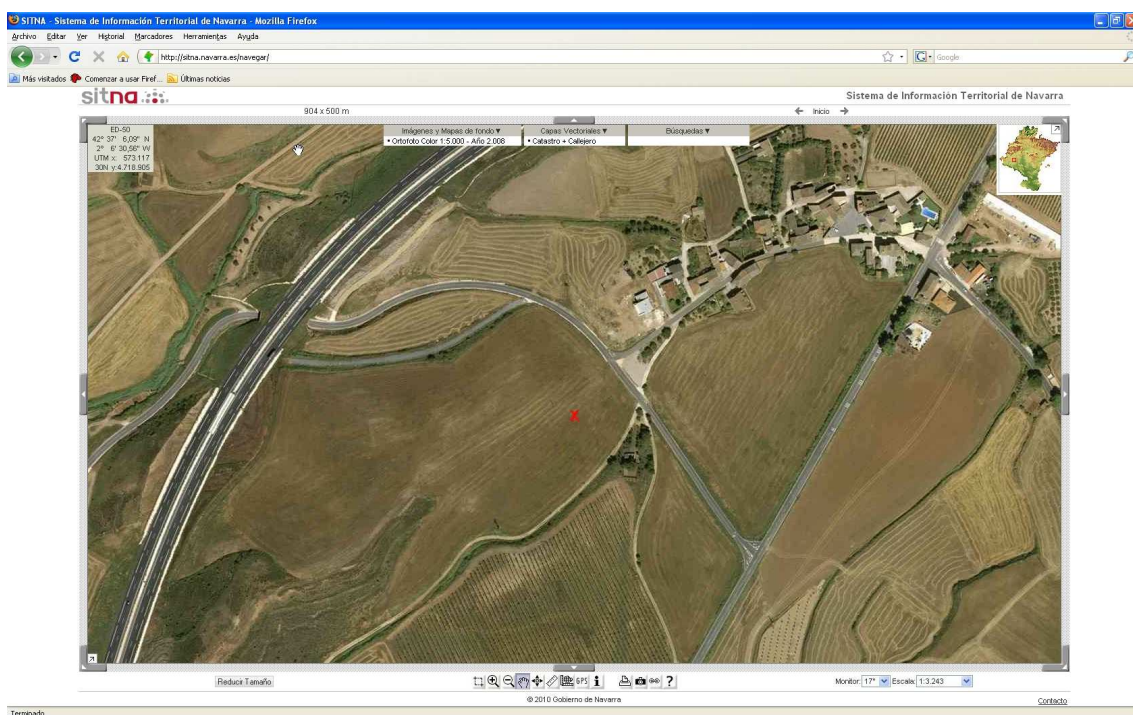 SITNA - Sistema de Información Territorial de Navarra - Mozilla Firefox
Archivo Editar Ver Historial Marcadores Herramientas Ayuda
http://sitna.navarra.es/navegar/
Google
Más visitados Comenzar a usar Firef... Últimas noticias
sitna
Sistema de Información Territorial de Navarra
904 x 500 m
Inicio
ED-50
42° 37' 6,09" N
2° 6' 30,56" W
UTM x: 573.117
30N y:4.718.905
Imágenes y Mapas de fondo ▼ Capas Vectoriales ▼ Búsquedas ▼
• Ortofoto Color 1:5.000 - Año 2.008 • Catastro + Callejero
X
Reducir Tamaño
GPS i ?
Monitor: 17" Escala: 1:3.243
© 2010 Gobierno de Navarra
Contacto
Terminado